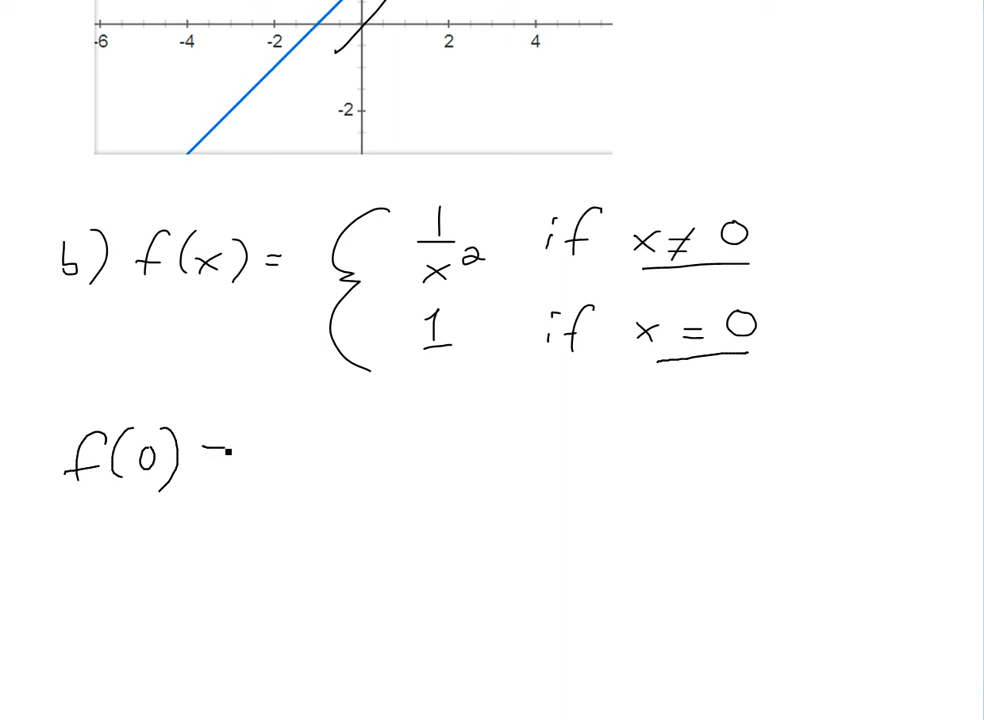 -6 -4 -2 2 4
-2
b) f(x) = { 1/x² if x ≠ 0
1 if x = 0
f(0) -